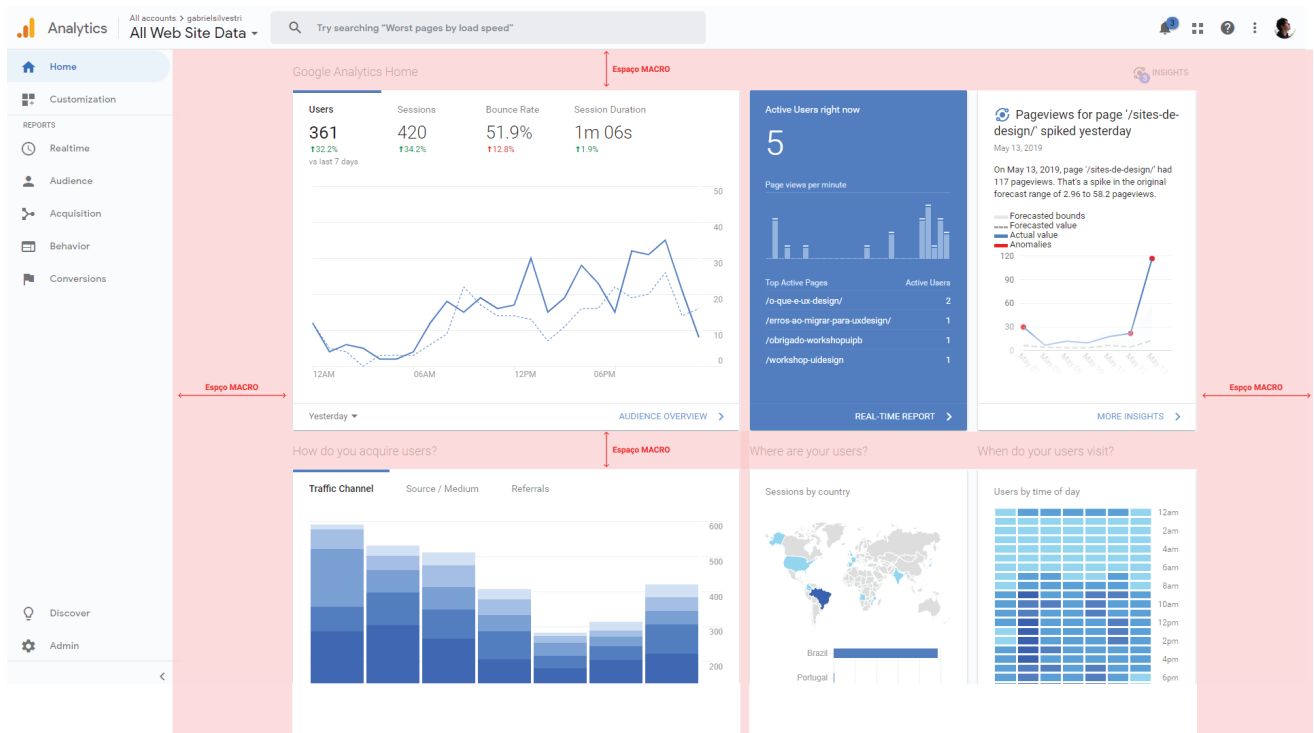 Analytics
All accounts > gabrielsilvestri
All Web Site Data
Try searching "Worst pages by load speed"
3
Home
Customization
REPORTS
Realtime
Audience
Acquisition
Behavior
Conversions
Discover
Admin
Google Analytics Home
Espaço MACRO
INSIGHTS
3
Users
Sessions
Bounce Rate
Session Duration
361
420
51.9%
1m 06s
32.2%
34.2%
12.8%
1.9%
vs last 7 days
50
40
30
20
10
0
12AM
06AM
12PM
06PM
Yesterday
AUDIENCE OVERVIEW
Active Users right now
5
Page views per minute
Top Active Pages
Active Users
/o-que-e-ux-design/
2
/erros-ao-migrar-para-uxdesign/
1
/obrigado-workshopuipb
1
/workshop-uidesign
1
REAL-TIME REPORT
Pageviews for page '/sites-de-
design/' spiked yesterday
May 13, 2019
On May 13, 2019, page '/sites-de-design/' had
117 pageviews. That's a spike in the original
forecast range of 2.96 to 58.2 pageviews.
Forecasted bounds
Forecasted value
Actual value
Anomalies
120
90
60
30
0
MORE INSIGHTS
Espço MACRO
Espço MACRO
How do you acquire users?
Espaço MACRO
Where are your users?
When do your users visit?
Traffic Channel
Source / Medium
Referrals
600
500
400
300
200
Sessions by country
Brazil
Portugal
Users by time of day
12am
2am
4am
6am
8am
10am
12pm
2pm
4pm
6pm